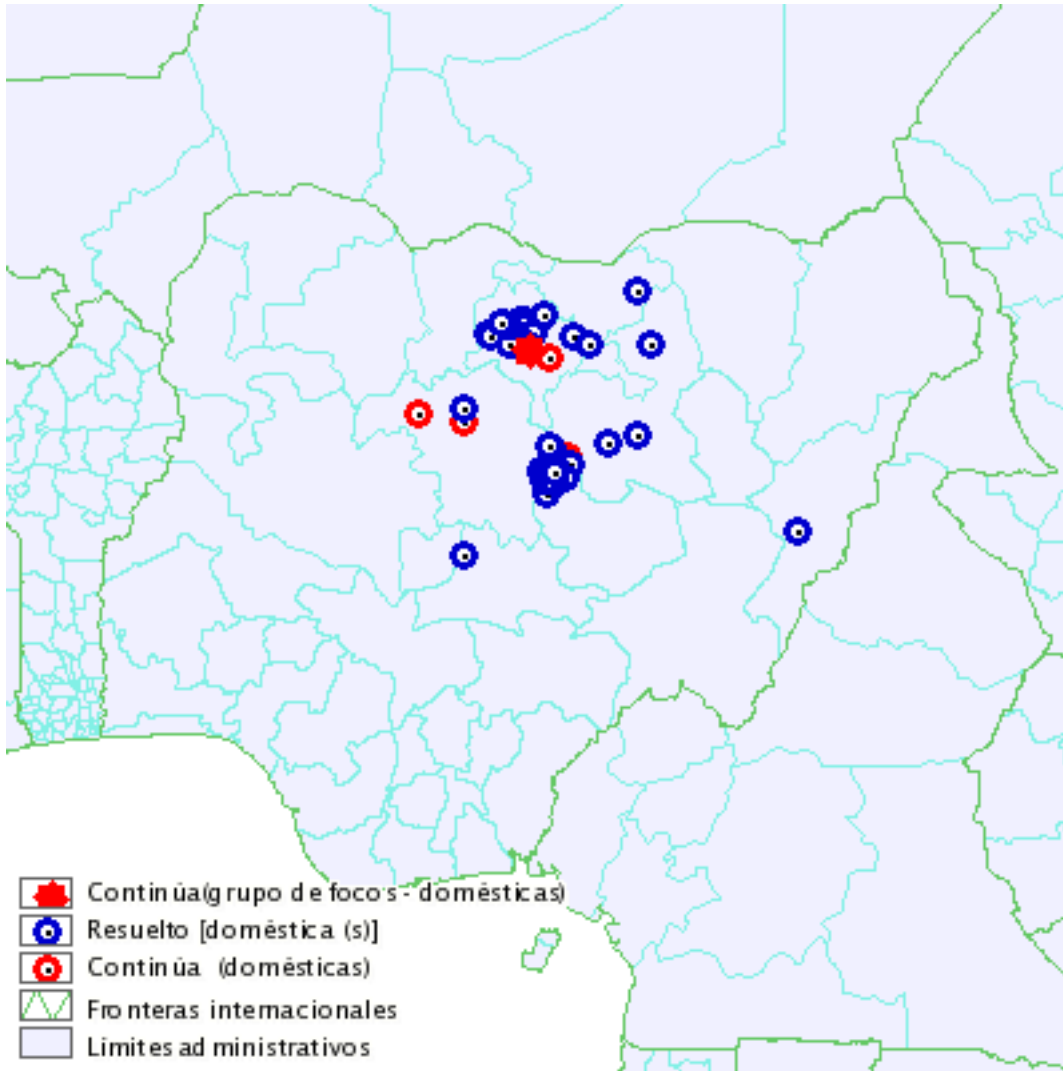 Continúa(grupo de focos - domésticas)
Resuelto [doméstica (s)]
Continúa (domésticas)
Fronteras internacionales
Límites administrativos